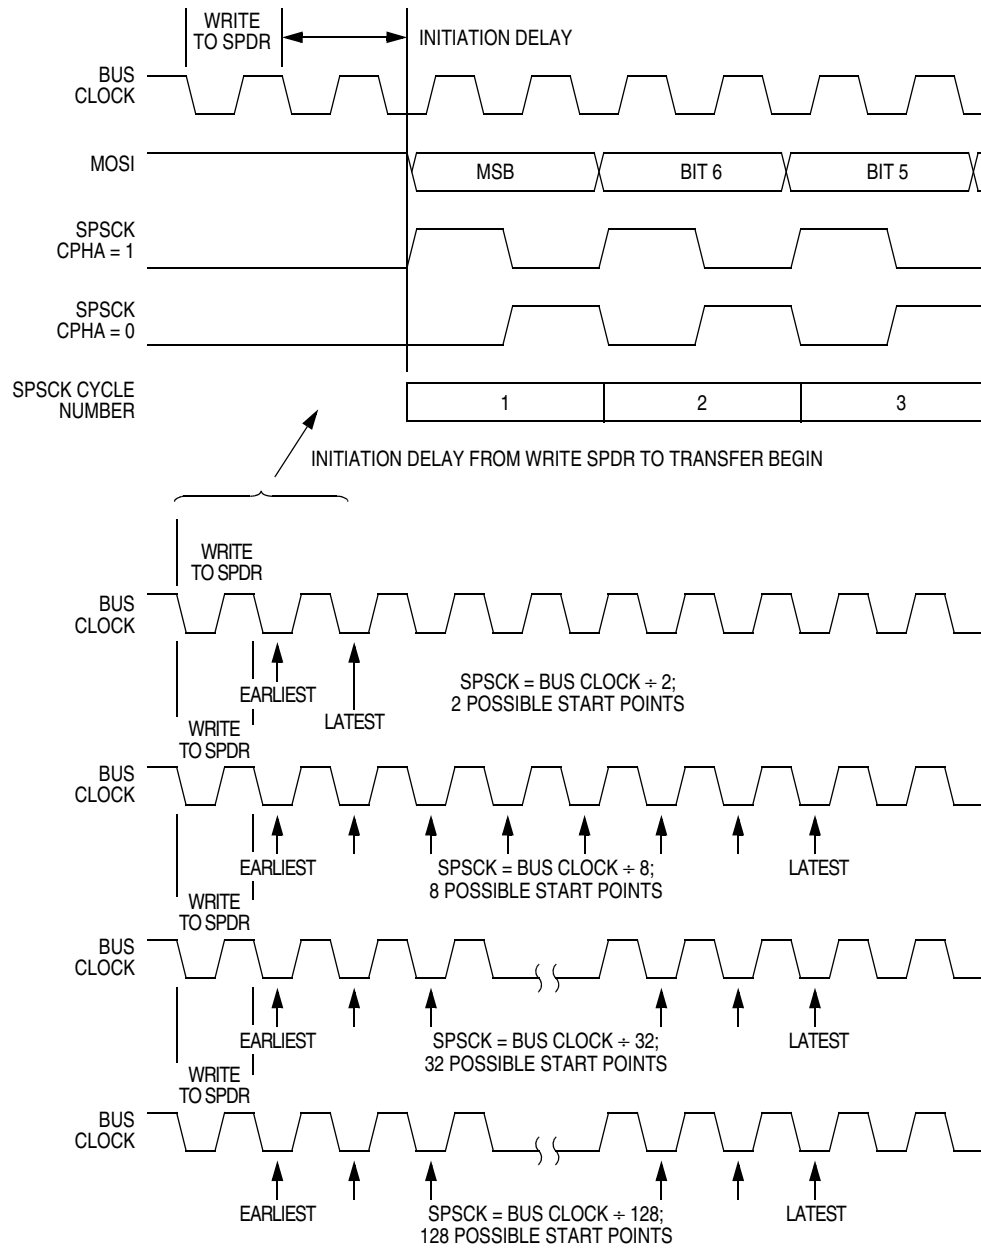 WRITE
TO SPDR
INITIATION DELAY
BUS
CLOCK
MOSI
MSB
BIT 6
BIT 5
SPSCK
CPHA = 1
SPSCK
CPHA = 0
SPSCK CYCLE
NUMBER
1
2
3
INITIATION DELAY FROM WRITE SPDR TO TRANSFER BEGIN
WRITE
TO SPDR
BUS
CLOCK
EARLIEST
LATEST
SPSCK = BUS CLOCK ÷ 2;
2 POSSIBLE START POINTS
WRITE
TO SPDR
BUS
CLOCK
EARLIEST
SPSCK = BUS CLOCK ÷ 8;
8 POSSIBLE START POINTS
LATEST
WRITE
TO SPDR
BUS
CLOCK
EARLIEST
SPSCK = BUS CLOCK ÷ 32;
32 POSSIBLE START POINTS
LATEST
WRITE
TO SPDR
BUS
CLOCK
EARLIEST
SPSCK = BUS CLOCK ÷ 128;
128 POSSIBLE START POINTS
LATEST